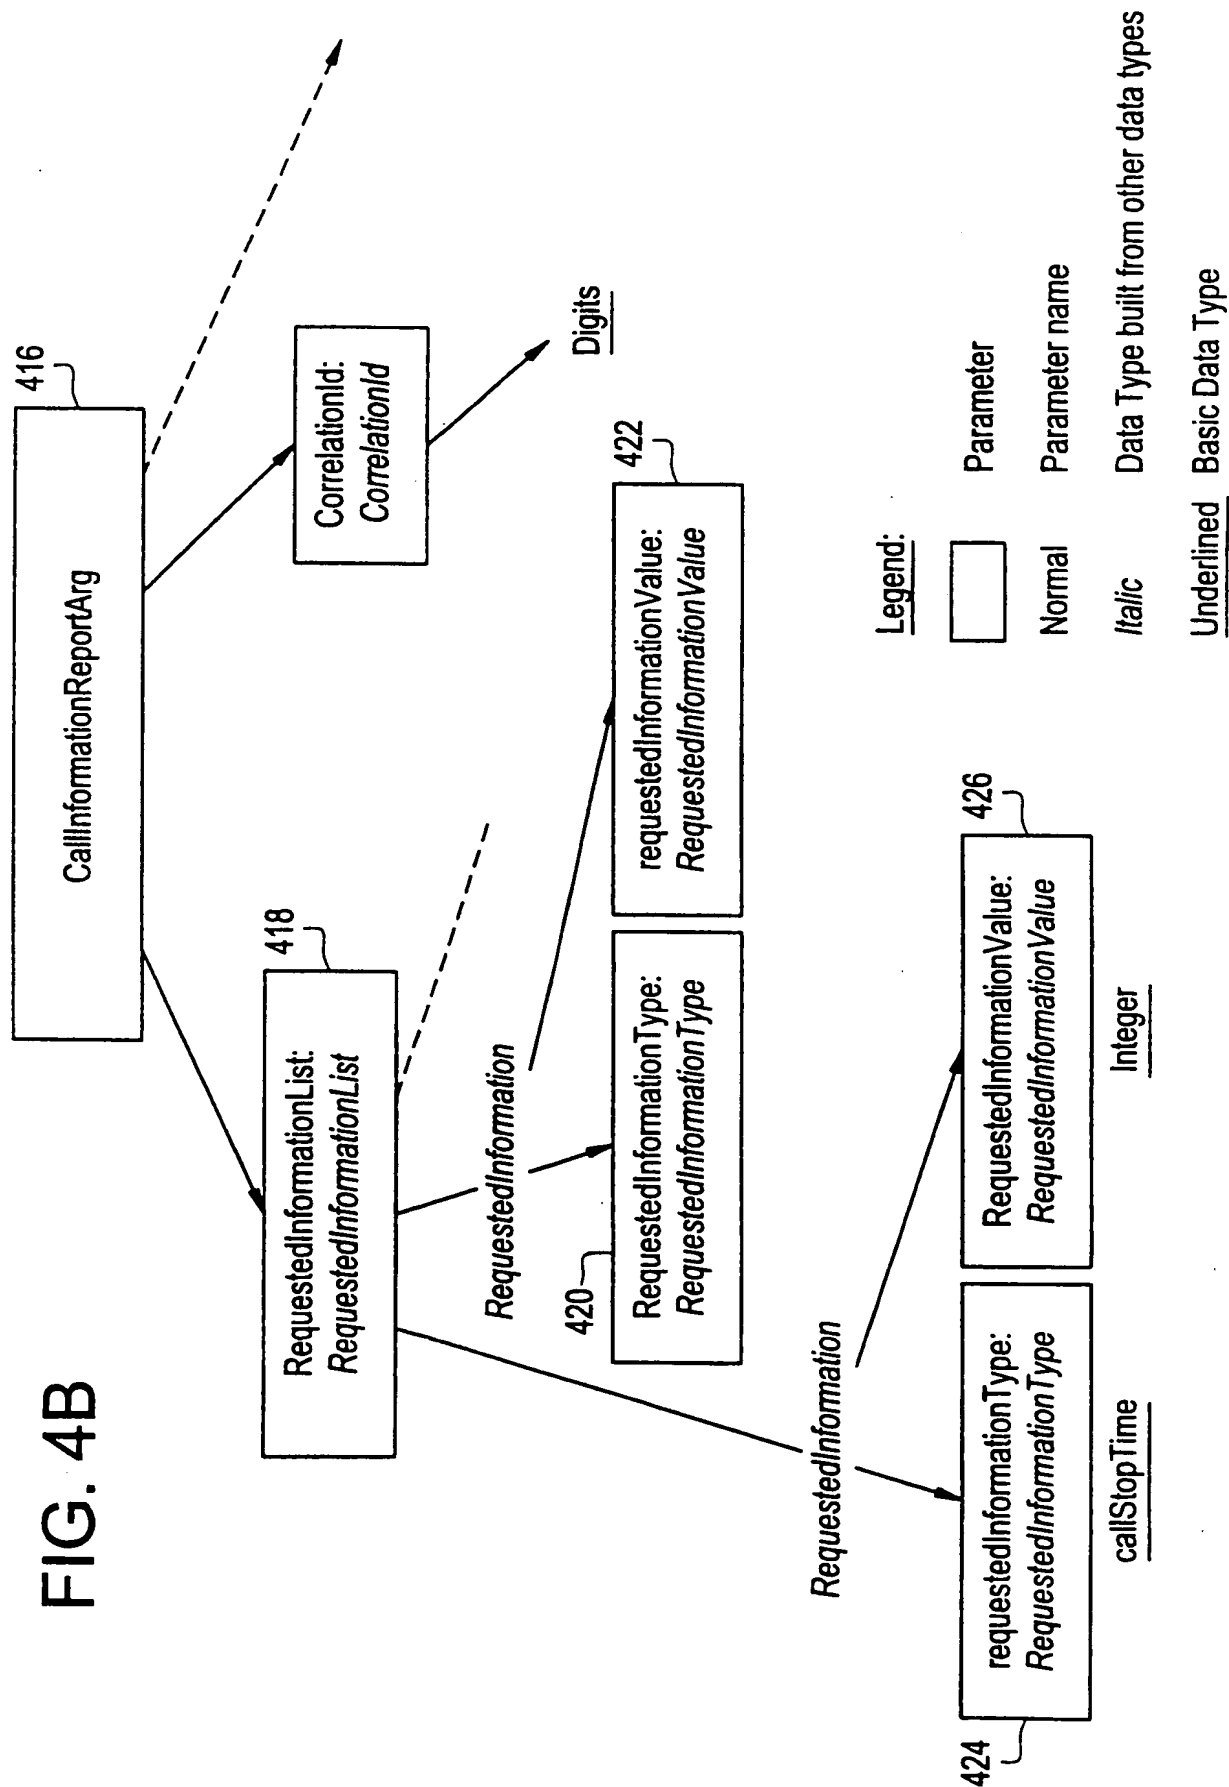 FIG. 4B
416
CallInformationReportArg
418
RequestedInformationList:
RequestedInformationList
CorrelationId:
CorrelationId
Digits
RequestedInformation
420
RequestedInformationType:
RequestedInformationType
422
requestedInformationValue:
RequestedInformationValue
RequestedInformation
424
requestedInformationType:
RequestedInformationType
callStopTime
426
RequestedInformationValue:
RequestedInformationValue
Integer
Legend:
Parameter
Normal Parameter name
Italic Data Type built from other data types
Underlined Basic Data Type